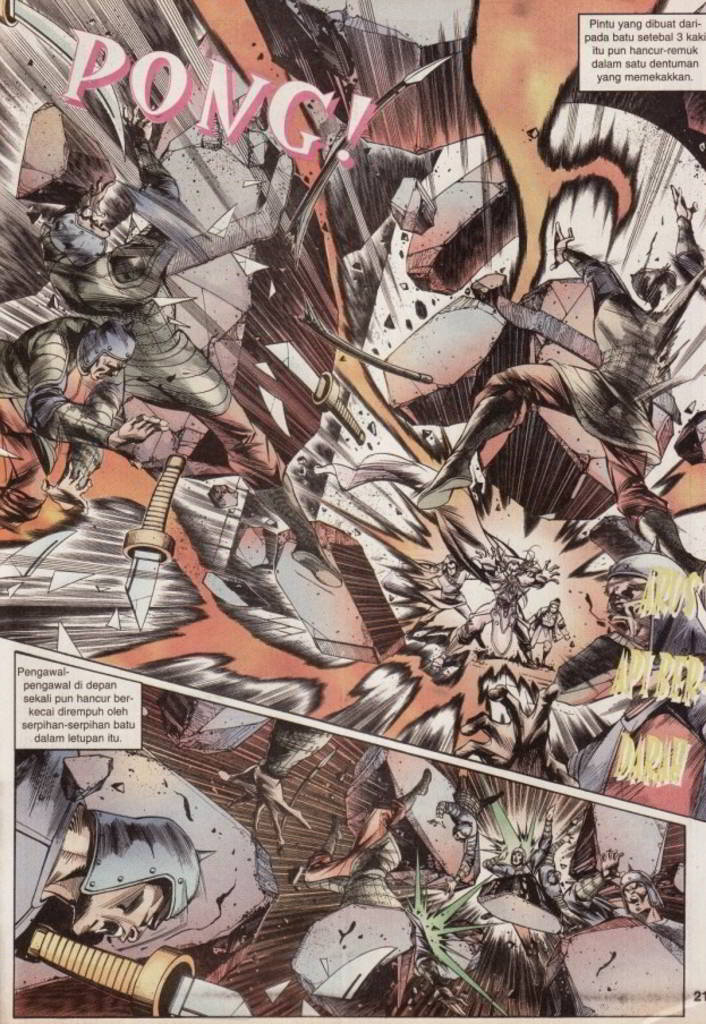 Pintu yang dibuat dari-
pada batu setebal 3 kaki
itu pun hancur-remuk
dalam satu dentuman
yang memekakkan.
PONG!
ARUS
API BER-
DARAH!
Pengawal-
pengawal di depan
sekali pun hancur ber-
kecai dirempuh oleh
serpihan-serpihan batu
dalam letupan itu.
21